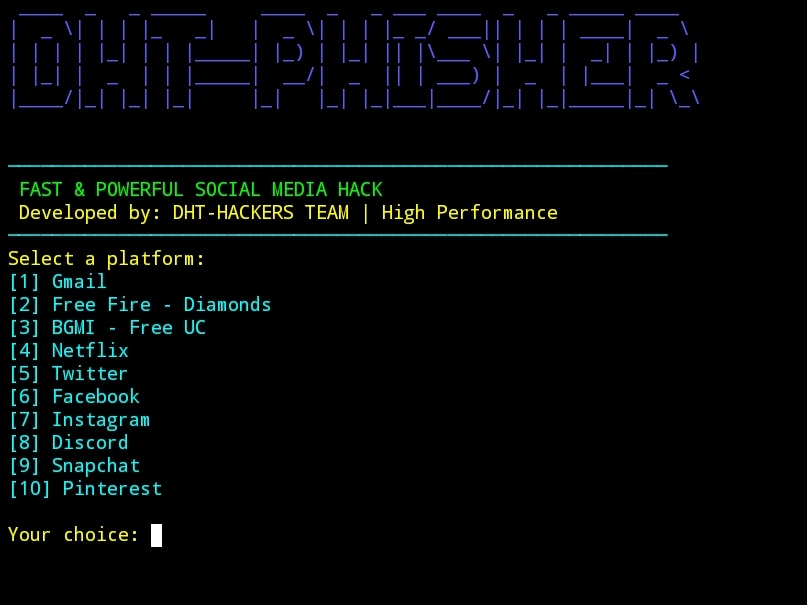 DHT-PHISHER
FAST & POWERFUL SOCIAL MEDIA HACK
Developed by: DHT-HACKERS TEAM | High Performance
Select a platform:
[1] Gmail
[2] Free Fire - Diamonds
[3] BGMI - Free UC
[4] Netflix
[5] Twitter
[6] Facebook
[7] Instagram
[8] Discord
[9] Snapchat
[10] Pinterest
Your choice: